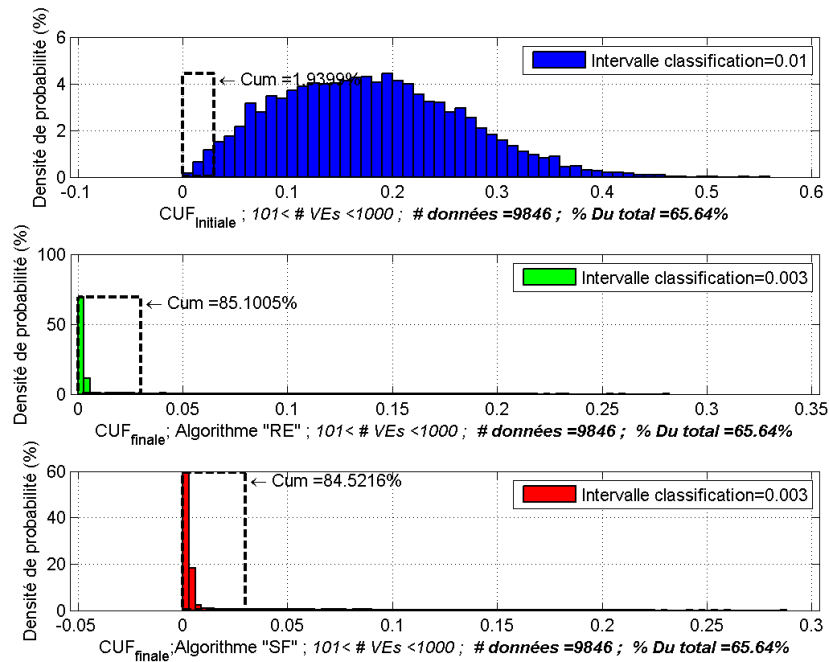 6
4
2
0
Densité de probabilité (%)
Intervalle classification=0.01
← Cum =1.9399%
-0.1 0 0.1 0.2 0.3 0.4 0.5 0.6
CUF Initiale ; 101< # VEs <1000 ; # données =9846 ; % Du total =65.64%
100
50
0
Densité de probabilité (%)
Intervalle classification=0.003
← Cum =85.1005%
0 0.05 0.1 0.15 0.2 0.25 0.3 0.35
CUF finale ; Algorithme "RE" ; 101< # VEs <1000 ; # données =9846 ; % Du total =65.64%
60
40
20
0
Densité de probabilité (%)
Intervalle classification=0.003
← Cum =84.5216%
-0.05 0 0.05 0.1 0.15 0.2 0.25 0.3
CUF finale ;Algorithme "SF" ; 101< # VEs <1000 ; # données =9846 ; % Du total =65.64%